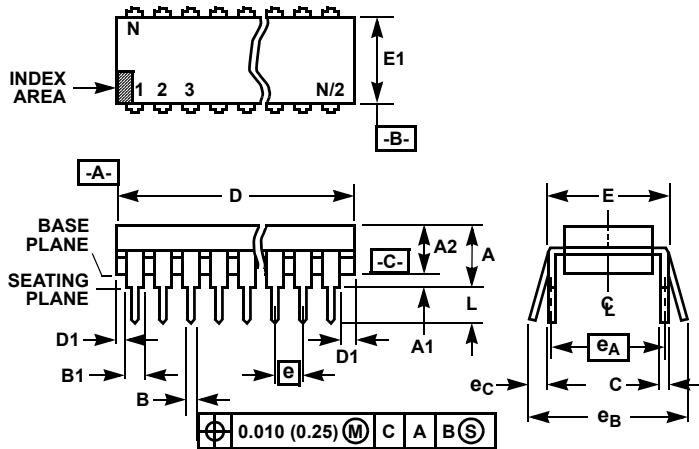 N
INDEX
AREA
1 2 3 N/2
E1
-B-
-A-
D
E
BASE
PLANE
A2
A
-C-
SEATING
PLANE
L
℄
D1
A1
D1
eA
B1
e
eC
C
B
eB
⌖ 0.010 (0.25) Ⓜ C A B Ⓢ